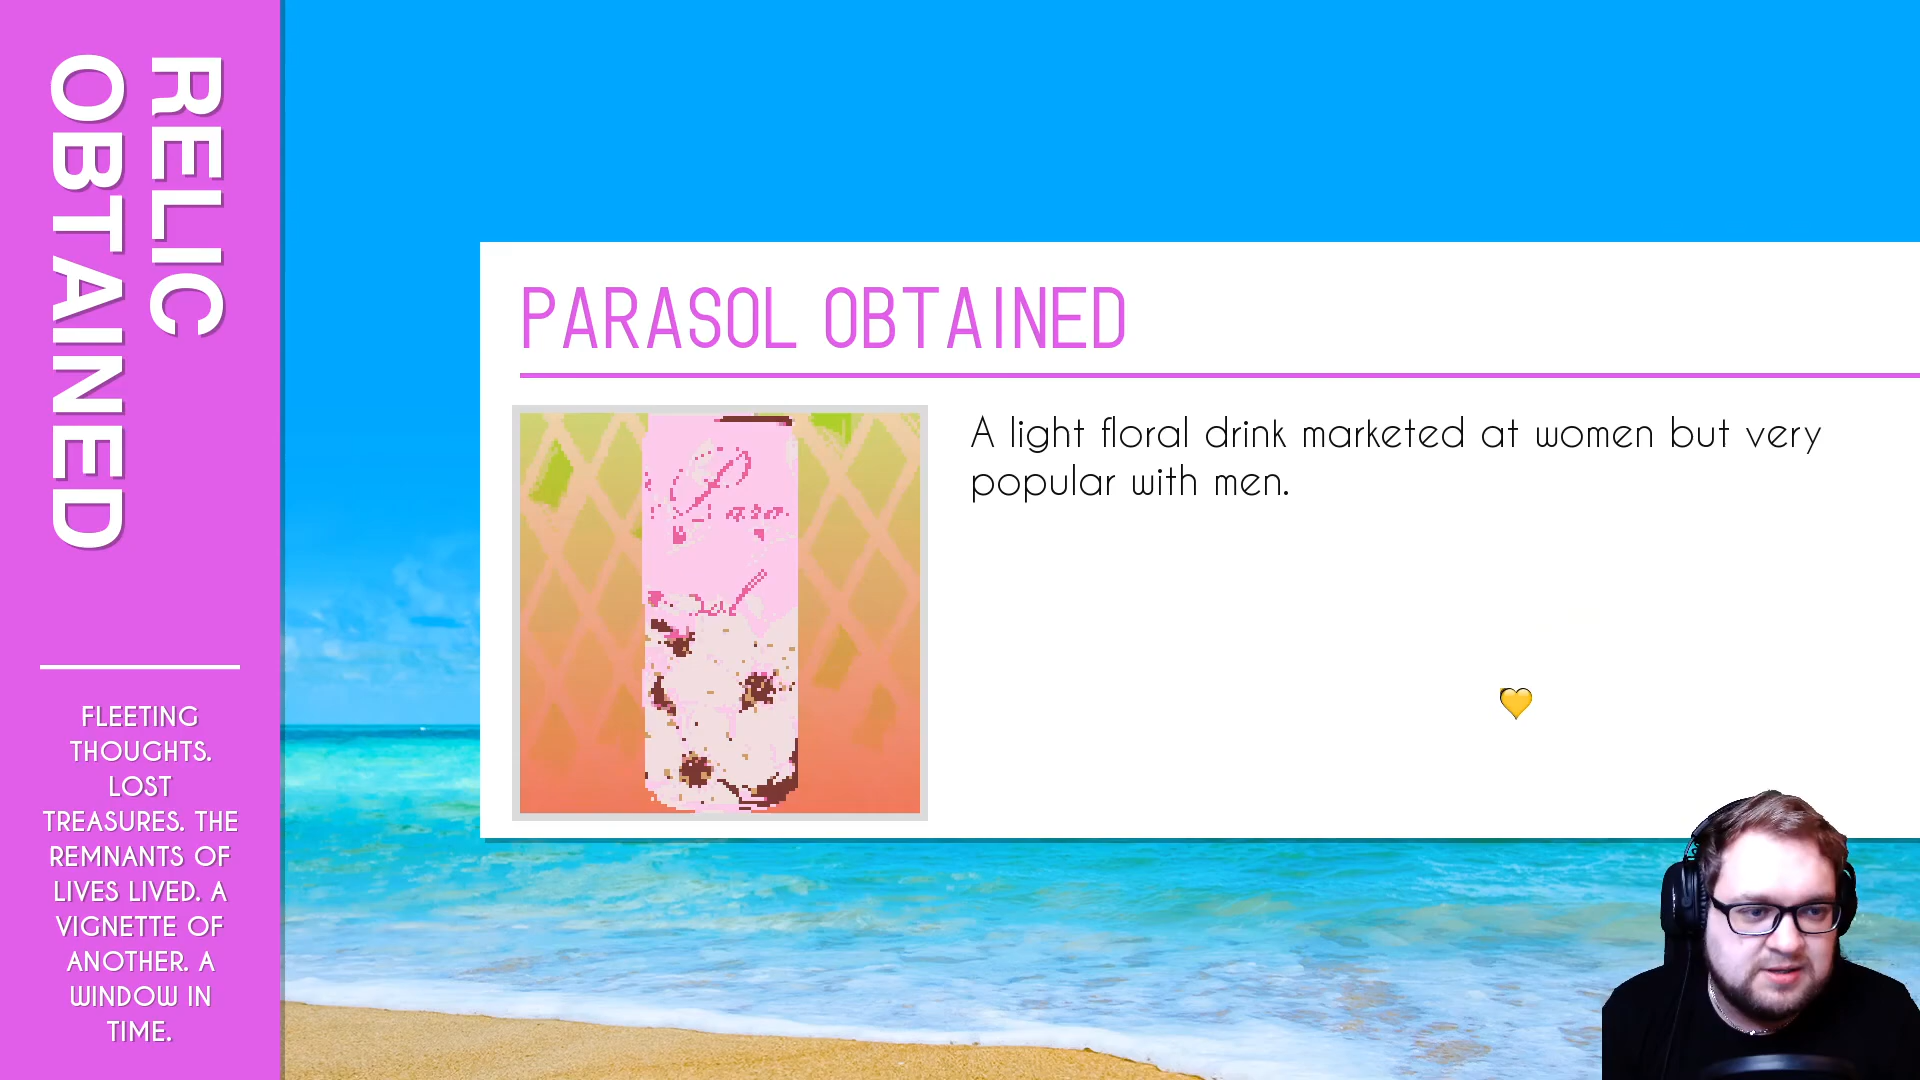 RELIC
OBTAINED
FLEETING
THOUGHTS.
LOST
TREASURES. THE
REMNANTS OF
LIVES LIVED. A
VIGNETTE OF
ANOTHER. A
WINDOW IN
TIME.
PARASOL OBTAINED
A light floral drink marketed at women but very
popular with men.